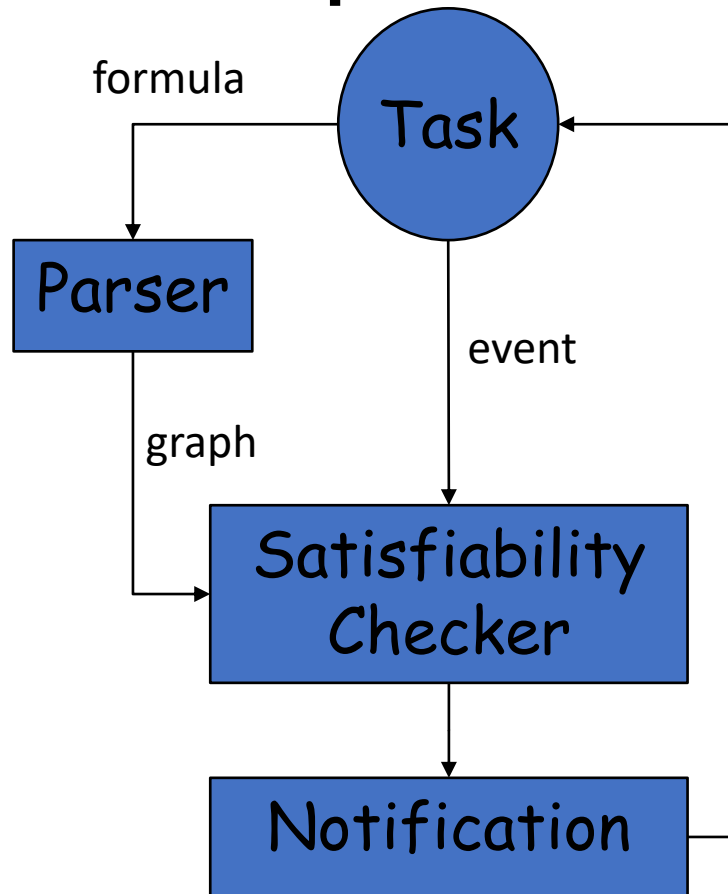 formula
Task
Parser
event
graph
Satisfiability
Checker
Notification